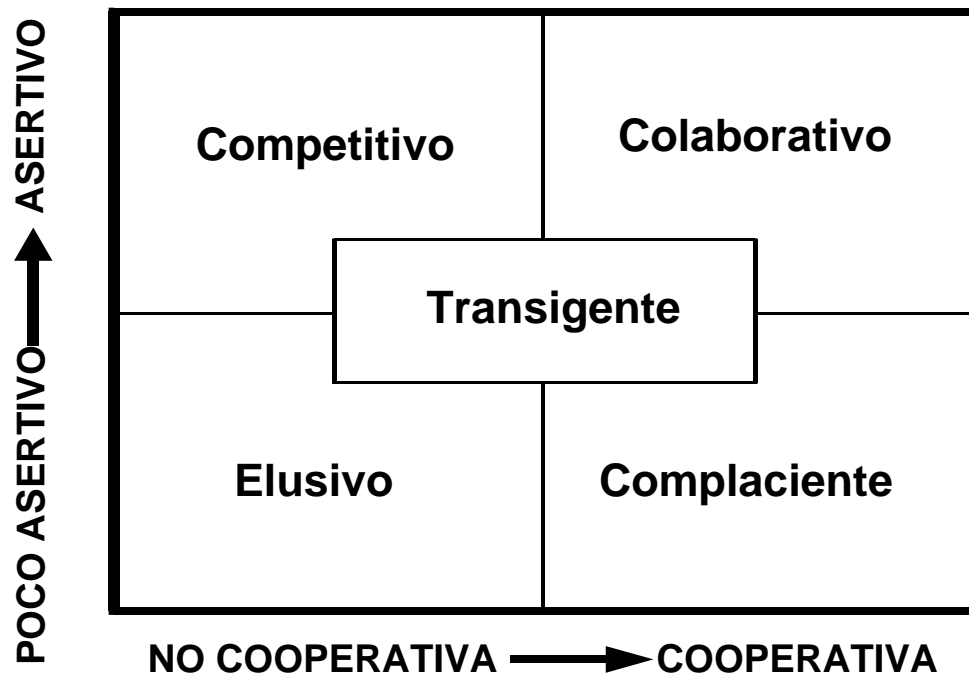 ASERTIVO
POCO ASERTIVO
Competitivo
Colaborativo
Transigente
Elusivo
Complaciente
NO COOPERATIVA
COOPERATIVA